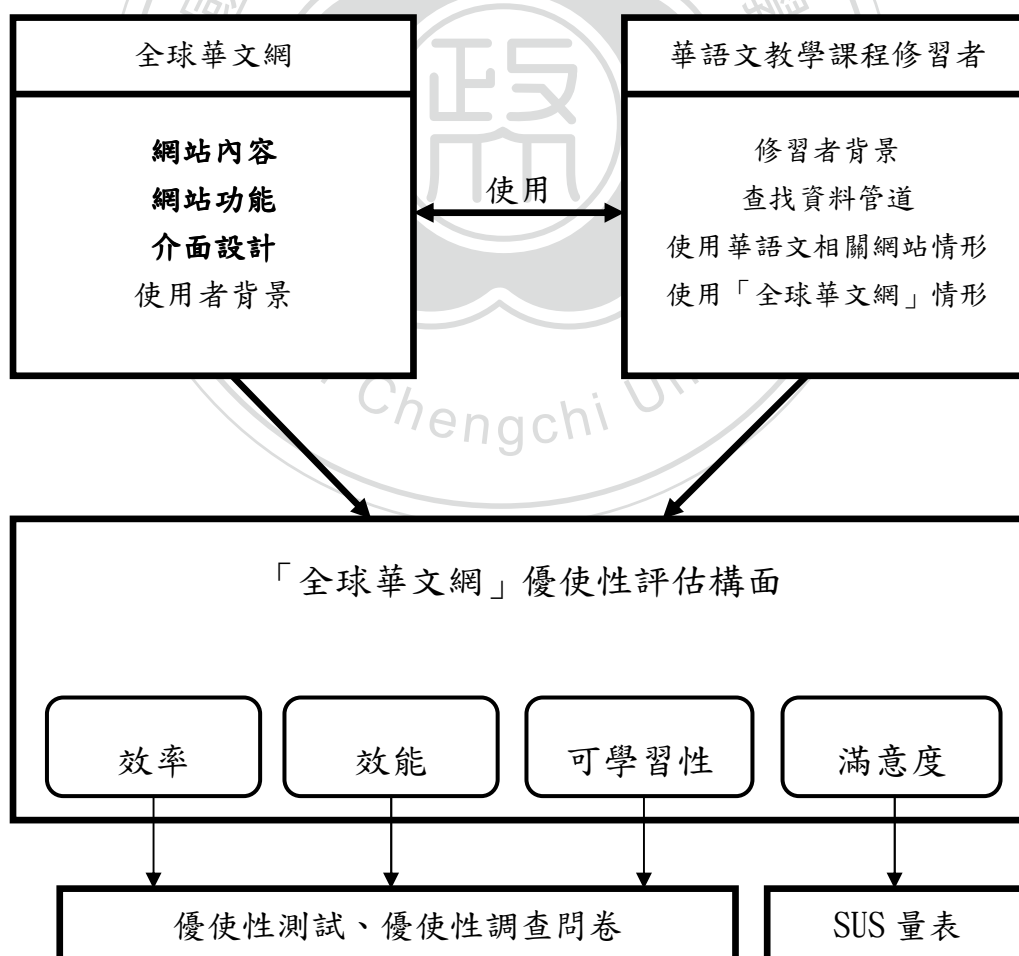 全球華文網
網站內容
網站功能
介面設計
使用者背景
使用
華語文教學課程修習者
修習者背景
查找資料管道
使用華語文相關網站情形
使用「全球華文網」情形
Chengchi
「全球華文網」優使性評估構面
效率
效能
可學習性
滿意度
優使性測試、優使性調查問卷
SUS 量表
政